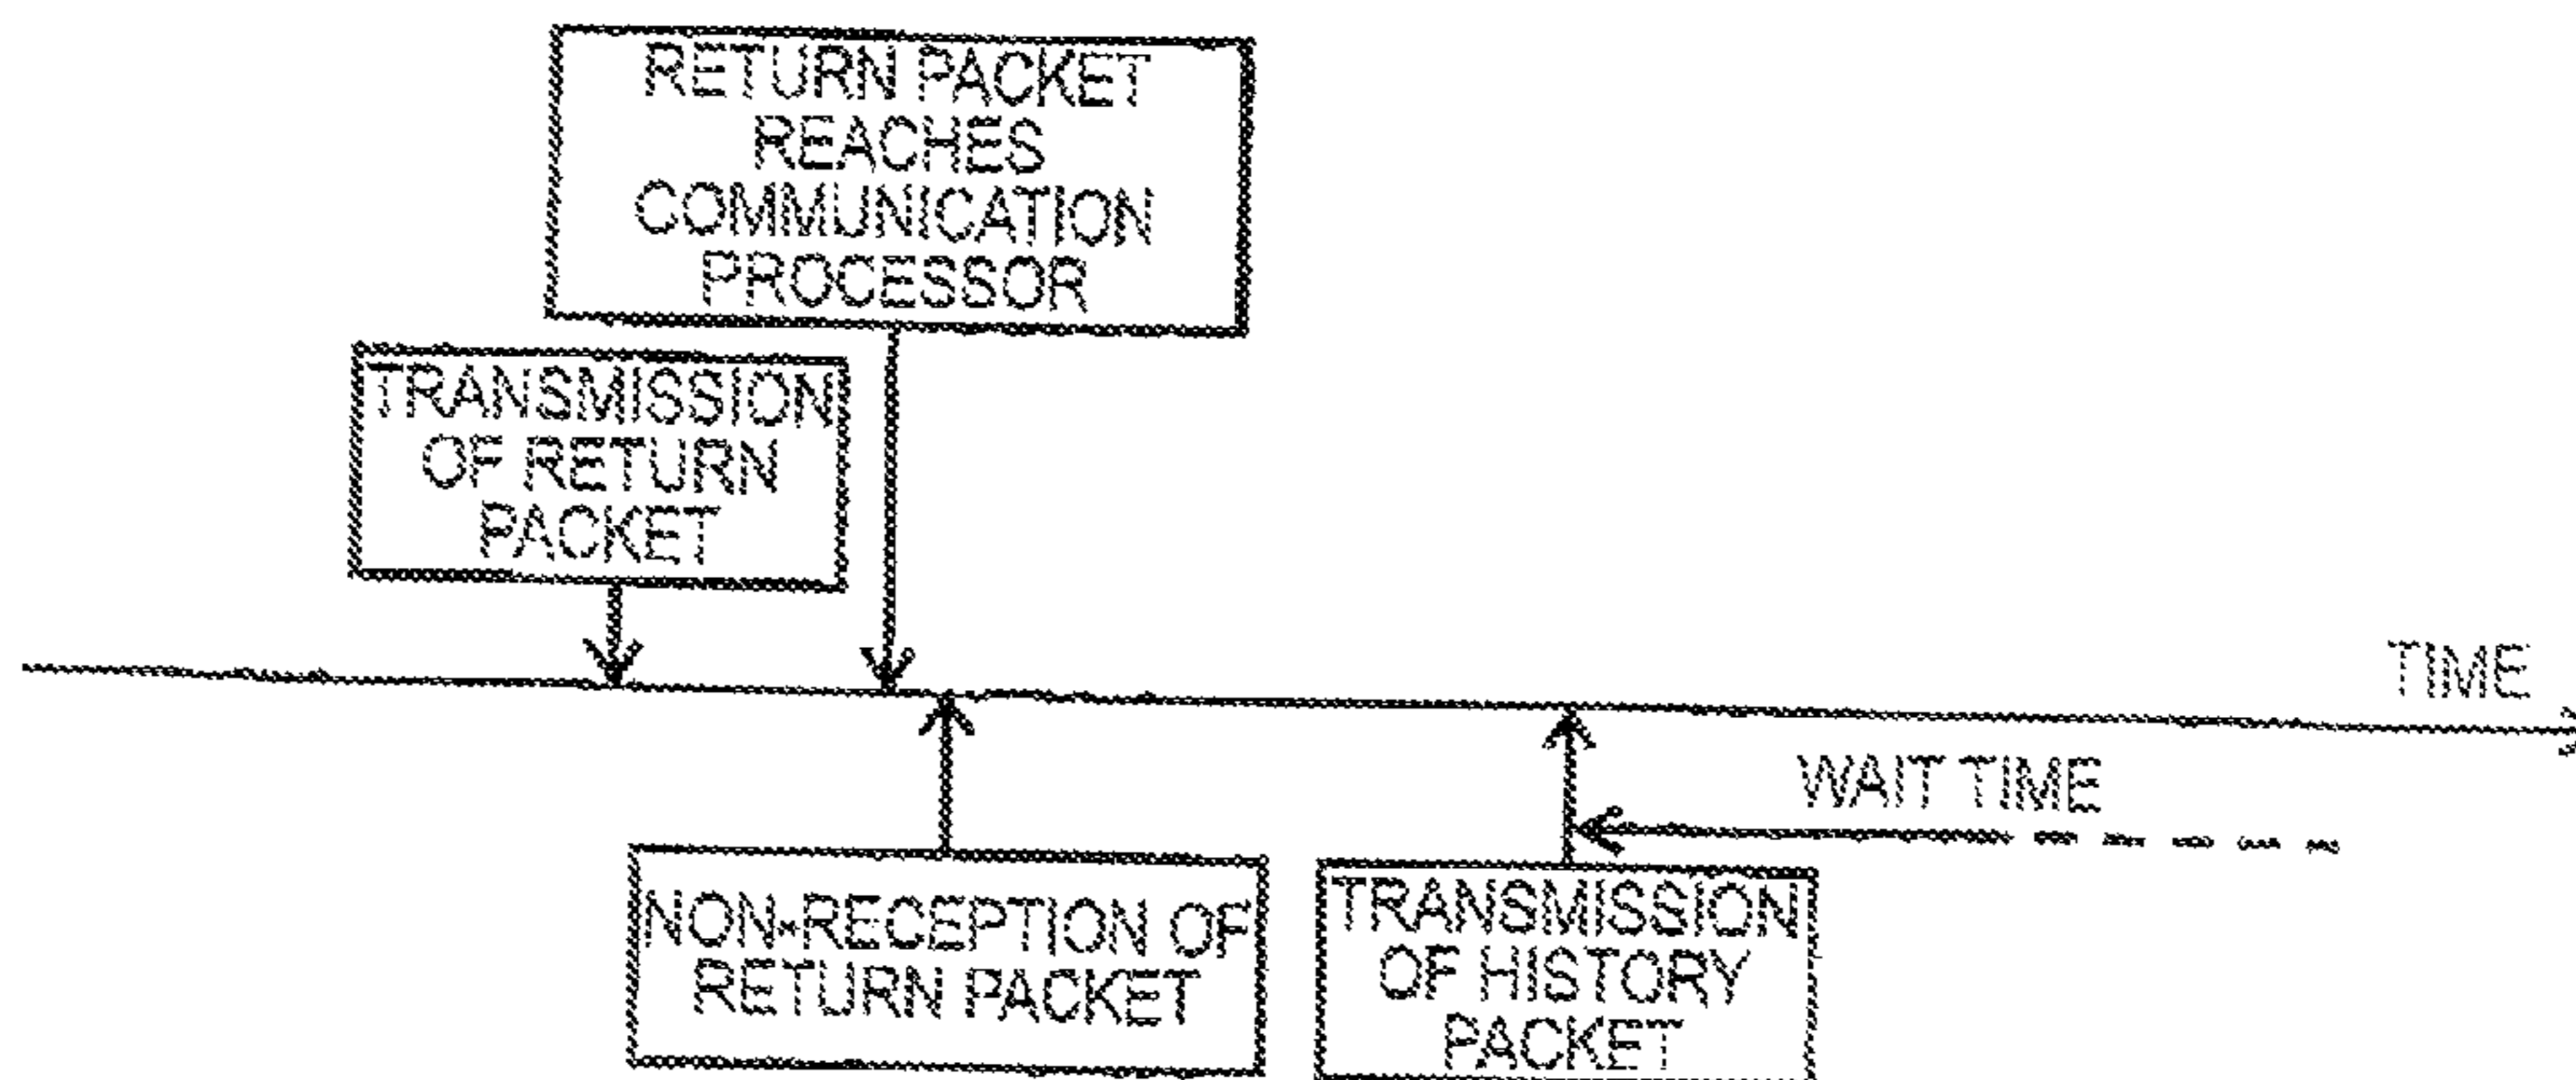 RETURN PACKET
REACHES
COMMUNICATION
PROCESSOR
TRANSMISSION
OF RETURN
PACKET
TIME
WAIT TIME
NON-RECEPTION OF
RETURN PACKET
TRANSMISSION
OF HISTORY
PACKET